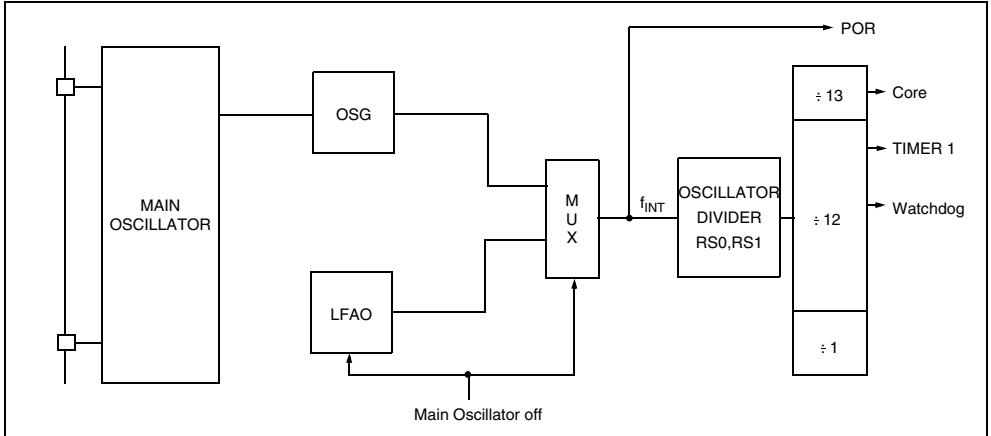 POR
÷ 13
Core
OSG
TIMER 1
MAIN
OSCILLATOR
M
U
X
fINT
OSCILLATOR
DIVIDER
RS0,RS1
÷ 12
Watchdog
LFAO
÷ 1
Main Oscillator off